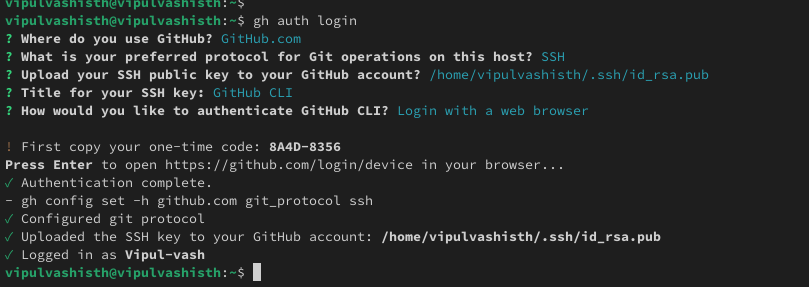 vipulvashisth@vipulvashisth:~$
vipulvashisth@vipulvashisth:~$ gh auth login
? Where do you use GitHub? GitHub.com
? What is your preferred protocol for Git operations on this host? SSH
? Upload your SSH public key to your GitHub account? /home/vipulvashisth/.ssh/id_rsa.pub
? Title for your SSH key: GitHub CLI
? How would you like to authenticate GitHub CLI? Login with a web browser
! First copy your one-time code: 8A4D-8356
Press Enter to open https://github.com/login/device in your browser...
✓ Authentication complete.
- gh config set -h github.com git_protocol ssh
✓ Configured git protocol
✓ Uploaded the SSH key to your GitHub account: /home/vipulvashisth/.ssh/id_rsa.pub
✓ Logged in as Vipul-vash
vipulvashisth@vipulvashisth:~$